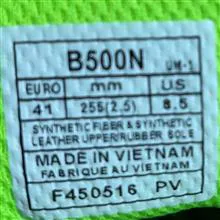 B500N
UM-1
EURO mm US
41 255(2.5) 8.5
SYNTHETIC FIBER & SYNTHETIC
LEATHER UPPER/RUBBER SOLE
MADE IN VIETNAM
FABRIQUE AU VIETNAM
F450516 PV